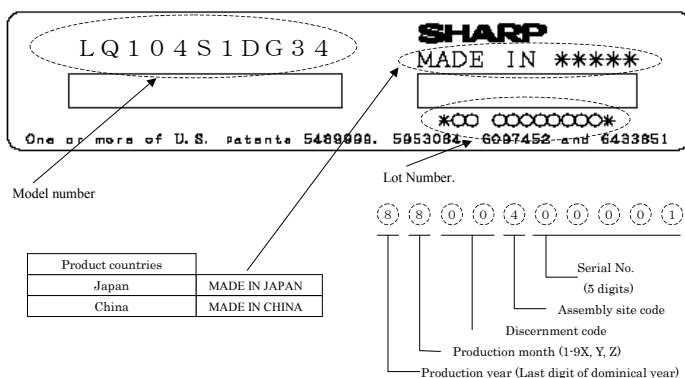 LQ104S1DG34
SHARP
MADE IN *****
*OO OOOOOOOO*
One or more of U.S. Patents 5489999. 5953084, 6097452 and 6433851
Model number
Lot Number.
8 8 0 0 4 0 0 0 0 1
Product countries
Japan MADE IN JAPAN
China MADE IN CHINA
Serial No.
(5 digits)
Assembly site code
Discernment code
Production month (1-9X, Y, Z)
Production year (Last digit of dominical year)